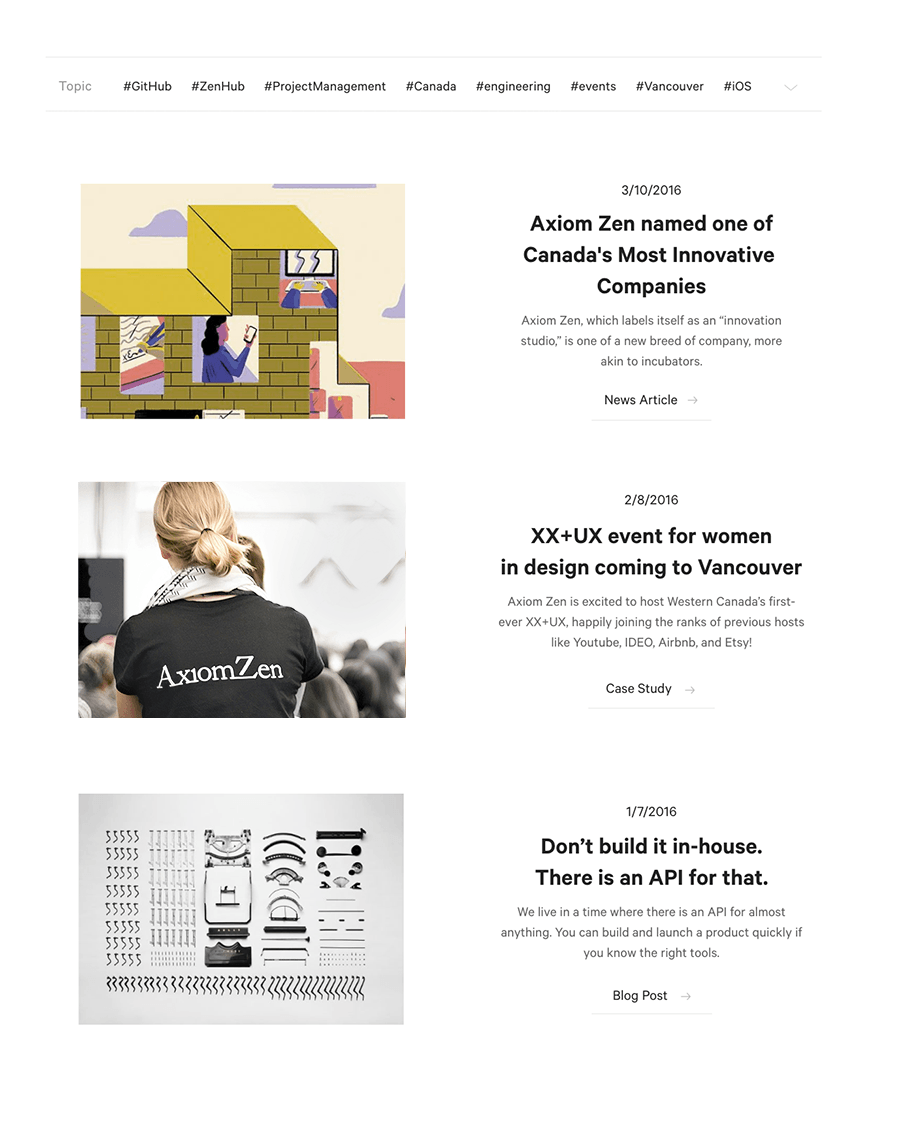 Topic #GitHub #ZenHub #ProjectManagement #Canada #engineering #events #Vancouver #iOS
3/10/2016
Axiom Zen named one of
Canada's Most Innovative
Companies
Axiom Zen, which labels itself as an “innovation
studio,” is one of a new breed of company, more
akin to incubators.
News Article
2/8/2016
XX+UX event for women
in design coming to Vancouver
Axiom Zen is excited to host Western Canada’s first-
ever XX+UX, happily joining the ranks of previous hosts
like Youtube, IDEO, Airbnb, and Etsy!
Case Study
AxiomZen
1/7/2016
Don’t build it in-house.
There is an API for that.
We live in a time where there is an API for almost
anything. You can build and launch a product quickly if
you know the right tools.
Blog Post